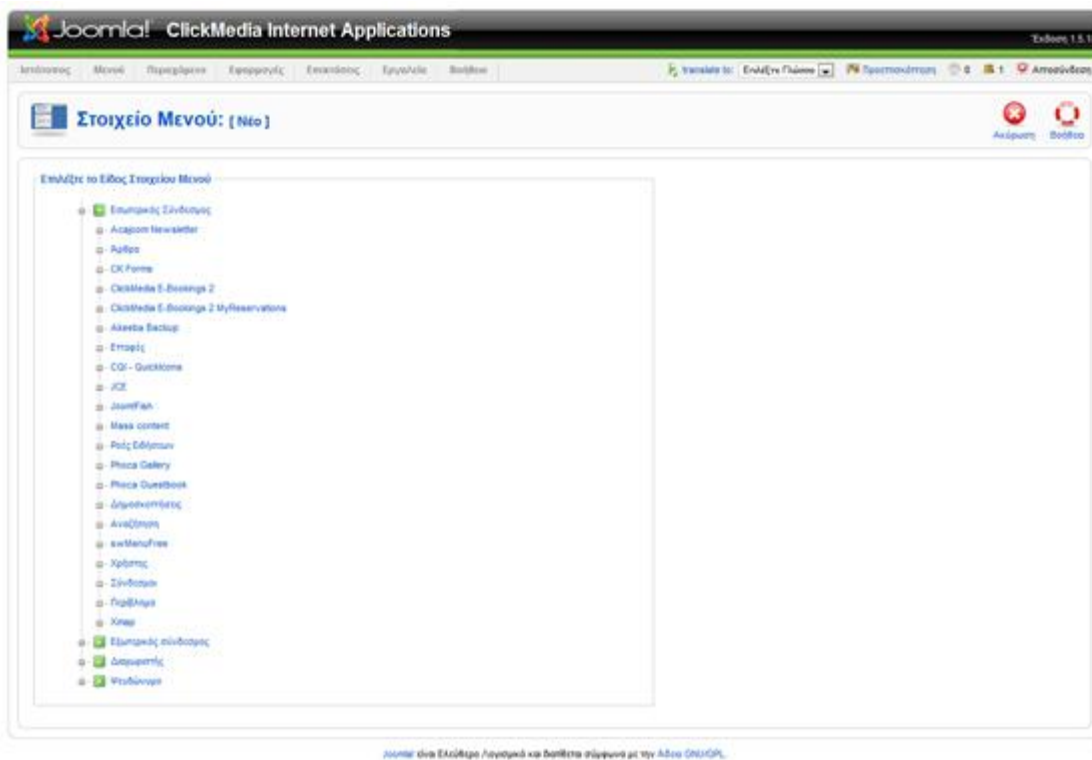 Joomla! ClickMedia Internet Applications
Έκδοση 1.5.1
Ιστότοπος Μενού Περιεχόμενο Εφαρμογές Επεκτάσεις Εργαλεία Βοήθεια translate to: Επιλέξτε Γλώσσα Προεπισκόπηση 0 1 Αποσύνδεση
Στοιχείο Μενού: [ Νέο ]
Ακύρωση Βοήθεια
Επιλέξτε το Είδος Στοιχείου Μενού
Εσωτερικός Σύνδεσμος
Acajoom Newsletter
Άρθρα
CK Forms
ClickMedia E-Bookings 2
ClickMedia E-Bookings 2 MyReservations
Akeeba Backup
Επαφές
CQI - QuickIcons
JCE
JoomFish
Mass content
Ροές Ειδήσεων
Phoca Gallery
Phoca Guestbook
Δημοσκοπήσεις
Αναζήτηση
swMenuFree
Χρήστης
Σύνδεσμοι
Περίβλημα
Xmap
Εξωτερικός σύνδεσμος
Διαχωριστής
Ψευδώνυμο
Joomla! είναι Ελεύθερο Λογισμικό και διατίθεται σύμφωνα με την Άδεια GNU/GPL.